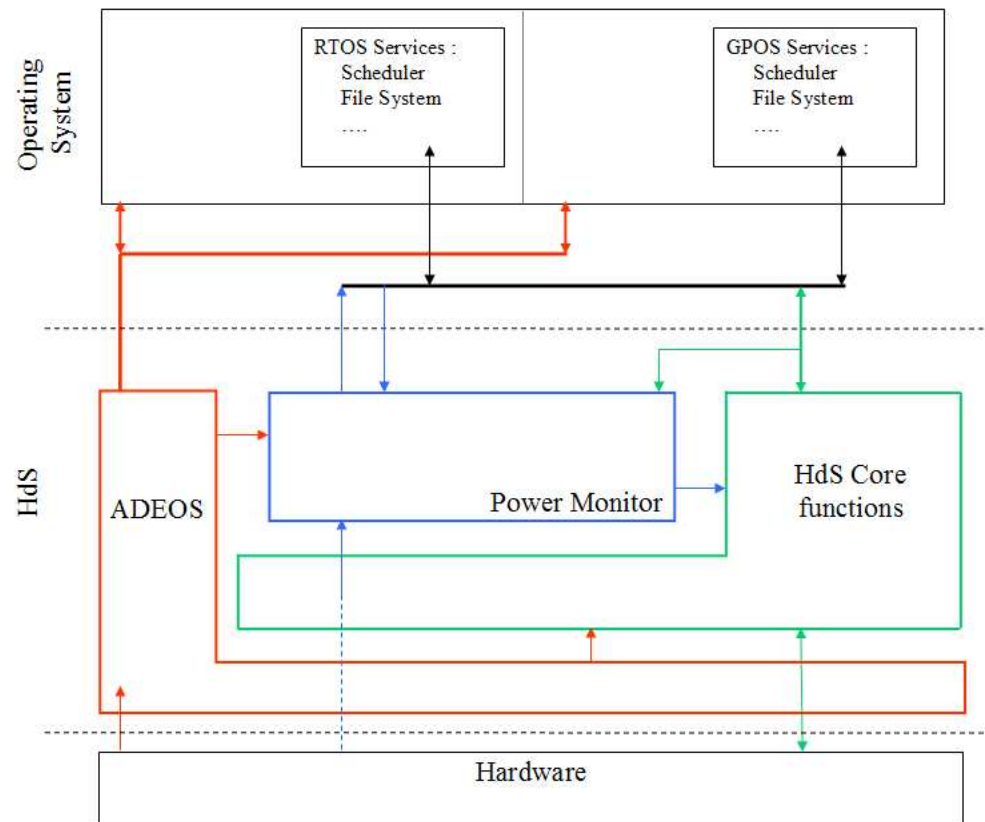 Operating
System
RTOS Services :
Scheduler
File System
....
GPOS Services :
Scheduler
File System
....
HdS
ADEOS
Power Monitor
HdS Core
functions
Hardware